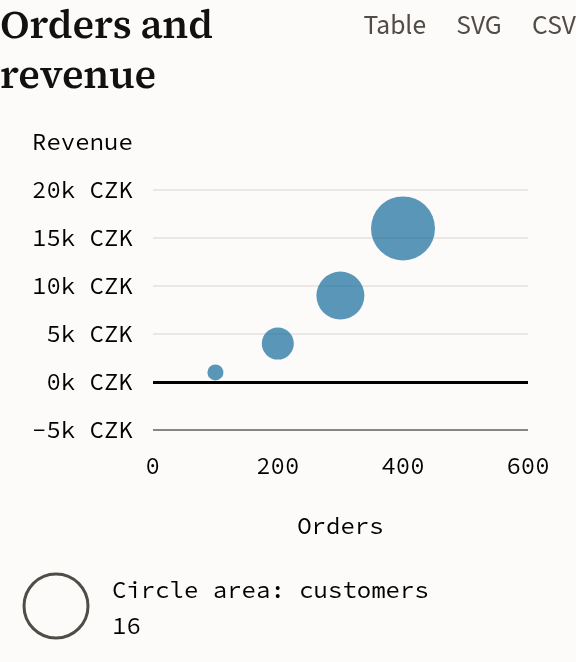 Orders and
revenue
Table SVG CSV
Revenue
20k CZK
15k CZK
10k CZK
5k CZK
0k CZK
−5k CZK
0 200 400 600
Orders
Circle area: customers
16